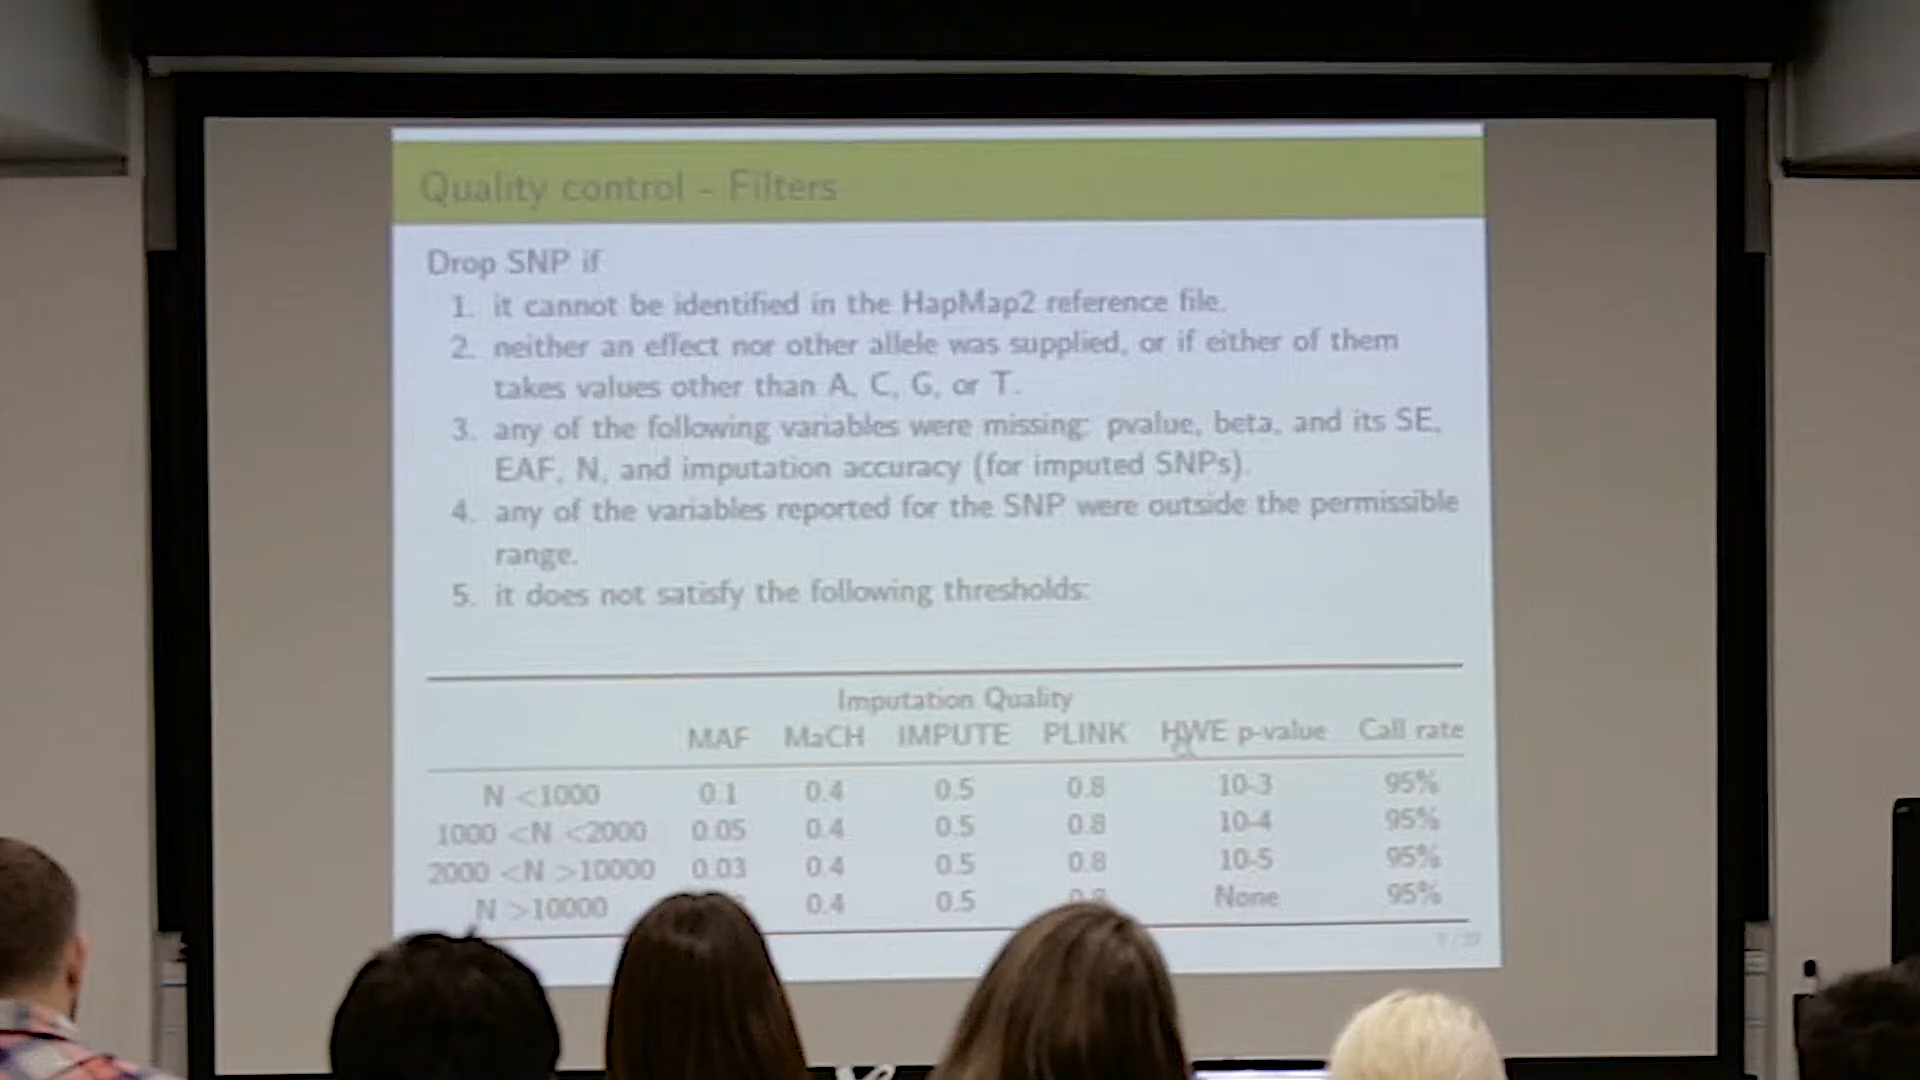 Quality control - Filters
Drop SNP if
1. it cannot be identified in the HapMap2 reference file.
2. neither an effect nor other allele was supplied, or if either of them
takes values other than A, C, G, or T.
3. any of the following variables were missing: pvalue, beta, and its SE,
EAF, N, and imputation accuracy (for imputed SNPs).
4. any of the variables reported for the SNP were outside the permissible
range.
5. it does not satisfy the following thresholds:
Imputation Quality
MAF MaCH IMPUTE PLINK HWE p-value Call rate
N <1000 0.1 0.4 0.5 0.8 10-3 95%
1000 <N <2000 0.05 0.4 0.5 0.8 10-4 95%
2000 <N >10000 0.03 0.4 0.5 0.8 10-5 95%
N >10000 0.4 0.5 None 95%